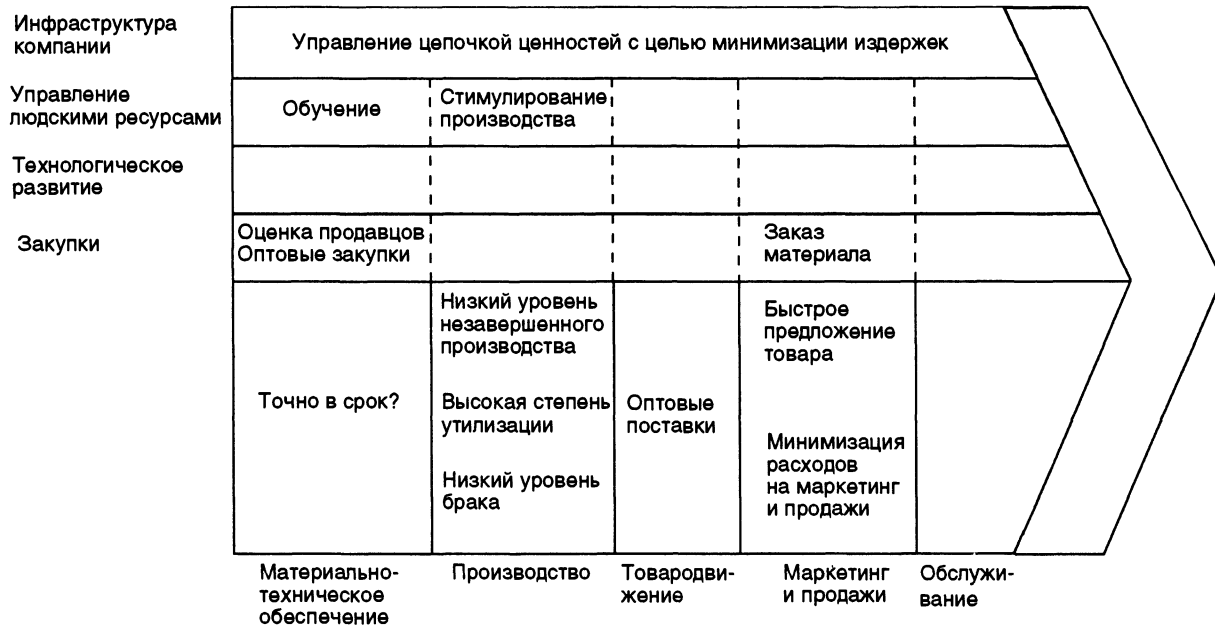 Инфраструктура
компании
Управление цепочкой ценностей с целью минимизации издержек
Управление
людскими ресурсами
Обучение
Стимулирование
производства
Технологическое
развитие
Закупки
Оценка продавцов
Оптовые закупки
Заказ
материала
Точно в срок?
Низкий уровень
незавершенного
производства
Высокая степень
утилизации
Низкий уровень
брака
Оптовые
поставки
Быстрое
предложение
товара
Минимизация
расходов
на маркетинг
и продажи
Материально-
техническое
обеспечение
Производство
Товародви-
жение
Маркетинг
и продажи
Обслужи-
вание